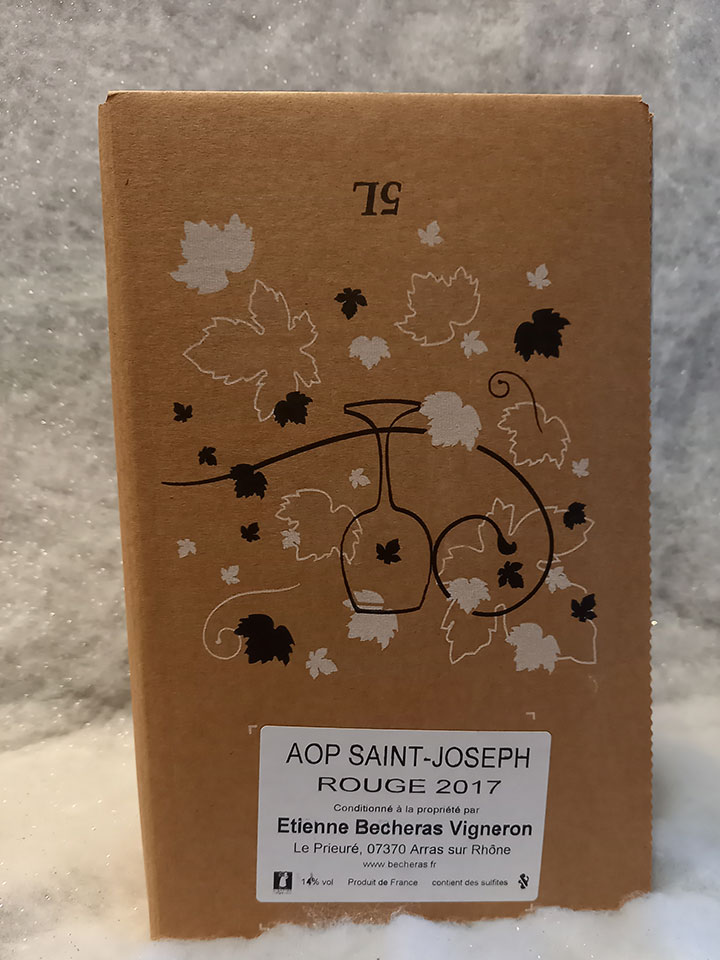 5L
AOP SAINT-JOSEPH
ROUGE 2017
Conditionné à la propriété par
Etienne Becheras Vigneron
Le Prieuré, 07370 Arras sur Rhône
www.becheras.fr
14% vol Produit de France contient des sulfites